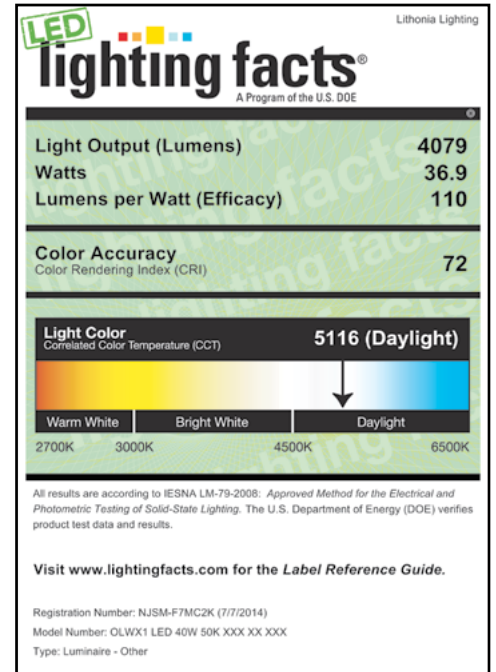 Lithonia Lighting
LED
lighting facts®
A Program of the U.S. DOE
Light Output (Lumens) 4079
Watts 36.9
Lumens per Watt (Efficacy) 110
Color Accuracy
Color Rendering Index (CRI) 72
Light Color
Correlated Color Temperature (CCT) 5116 (Daylight)
Warm White Bright White Daylight
2700K 3000K 4500K 6500K
All results are according to IESNA LM-79-2008: Approved Method for the Electrical and
Photometric Testing of Solid-State Lighting. The U.S. Department of Energy (DOE) verifies
product test data and results.
Visit www.lightingfacts.com for the Label Reference Guide.
Registration Number: NJSM-F7MC2K (7/7/2014)
Model Number: OLWX1 LED 40W 50K XXX XX XXX
Type: Luminaire - Other